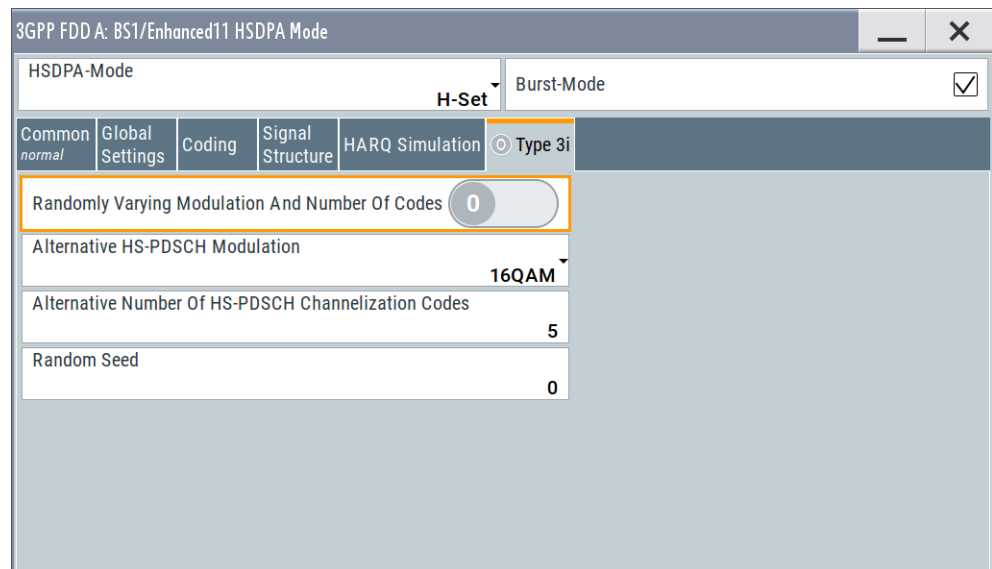 3GPP FDD A: BS1/Enhanced11 HSDPA Mode
HSDPA-Mode
H-Set
Burst-Mode
Common
normal
Global
Settings
Coding
Signal
Structure
HARQ Simulation
Type 3i
Randomly Varying Modulation And Number Of Codes 0
Alternative HS-PDSCH Modulation
16QAM
Alternative Number Of HS-PDSCH Channelization Codes
5
Random Seed
0